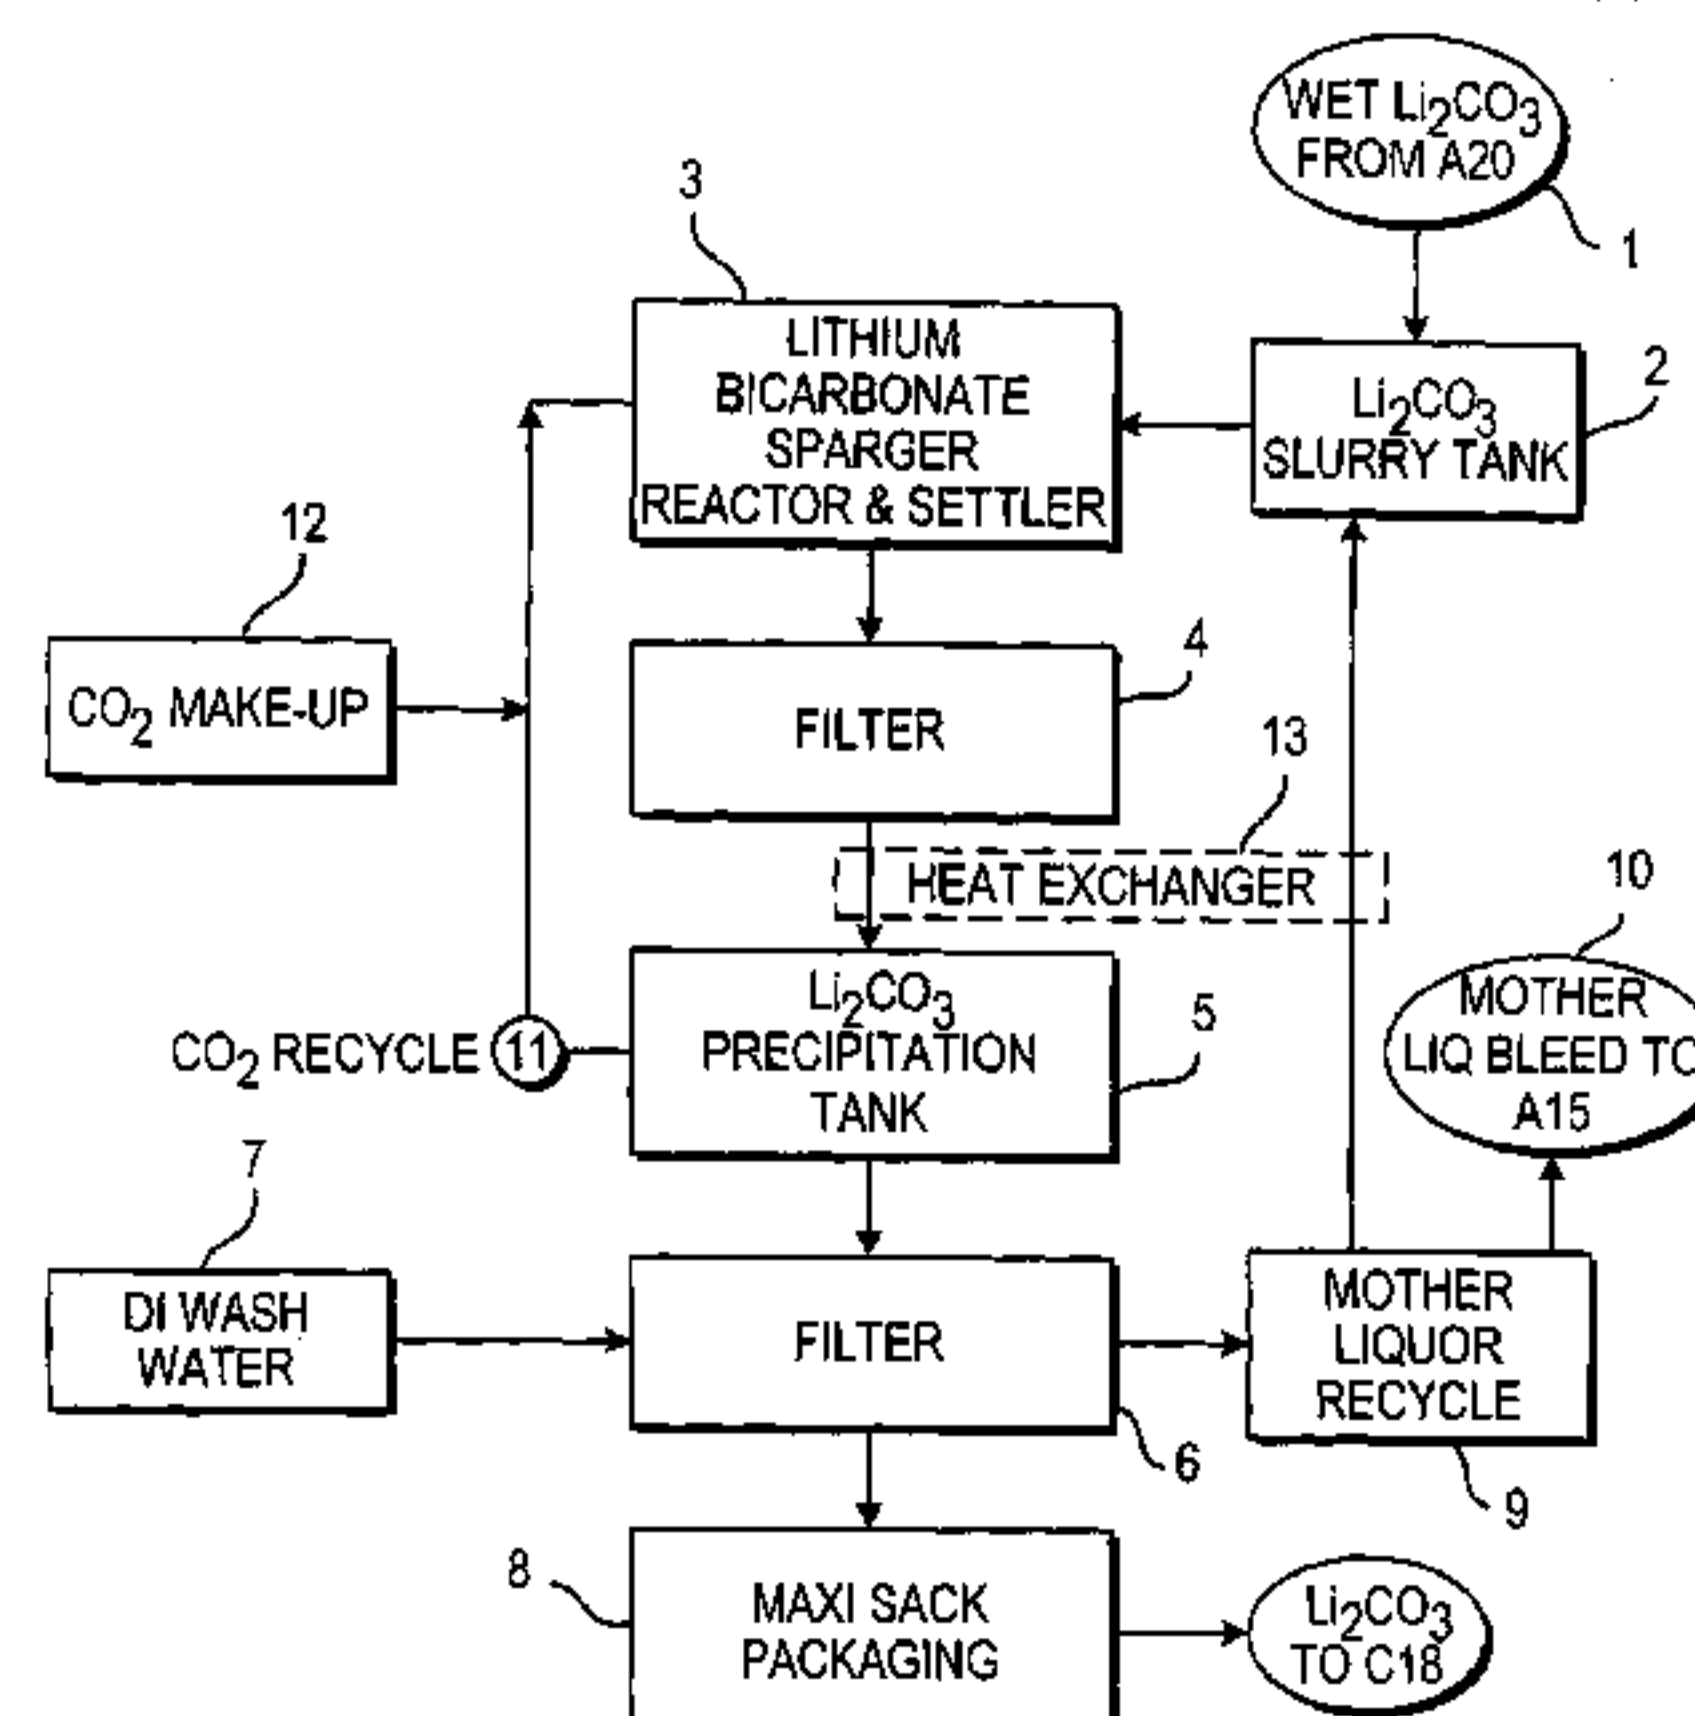 WET Li2CO3
FROM A20
1
3
LITHIUM
BICARBONATE
SPARGER
REACTOR & SETTLER
Li2CO3
SLURRY TANK
2
12
CO2 MAKE-UP
4
FILTER
13
HEAT EXCHANGER
10
MOTHER
LIQ BLEED TO
A15
Li2CO3
PRECIPITATION
TANK
5
CO2 RECYCLE 11
7
DI WASH
WATER
FILTER
6
MOTHER
LIQUOR
RECYCLE
9
8
MAXI SACK
PACKAGING
Li2CO3
TO C18